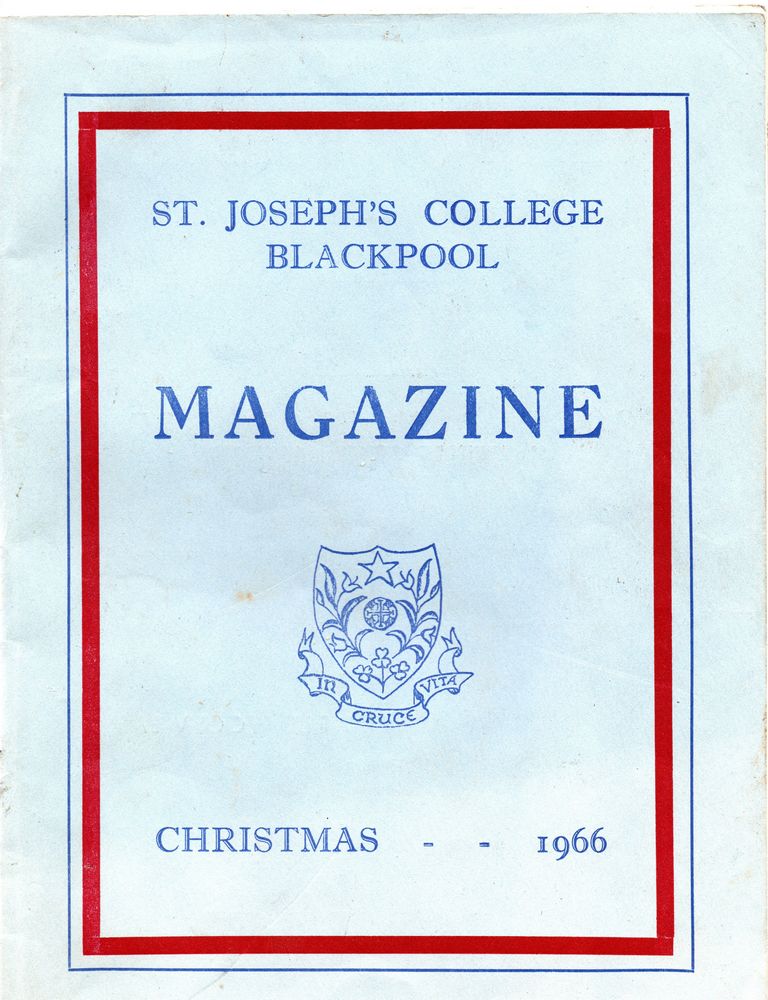 ST. JOSEPH'S COLLEGE
BLACKPOOL
MAGAZINE
IN CRUCE VITA
CHRISTMAS - - 1966